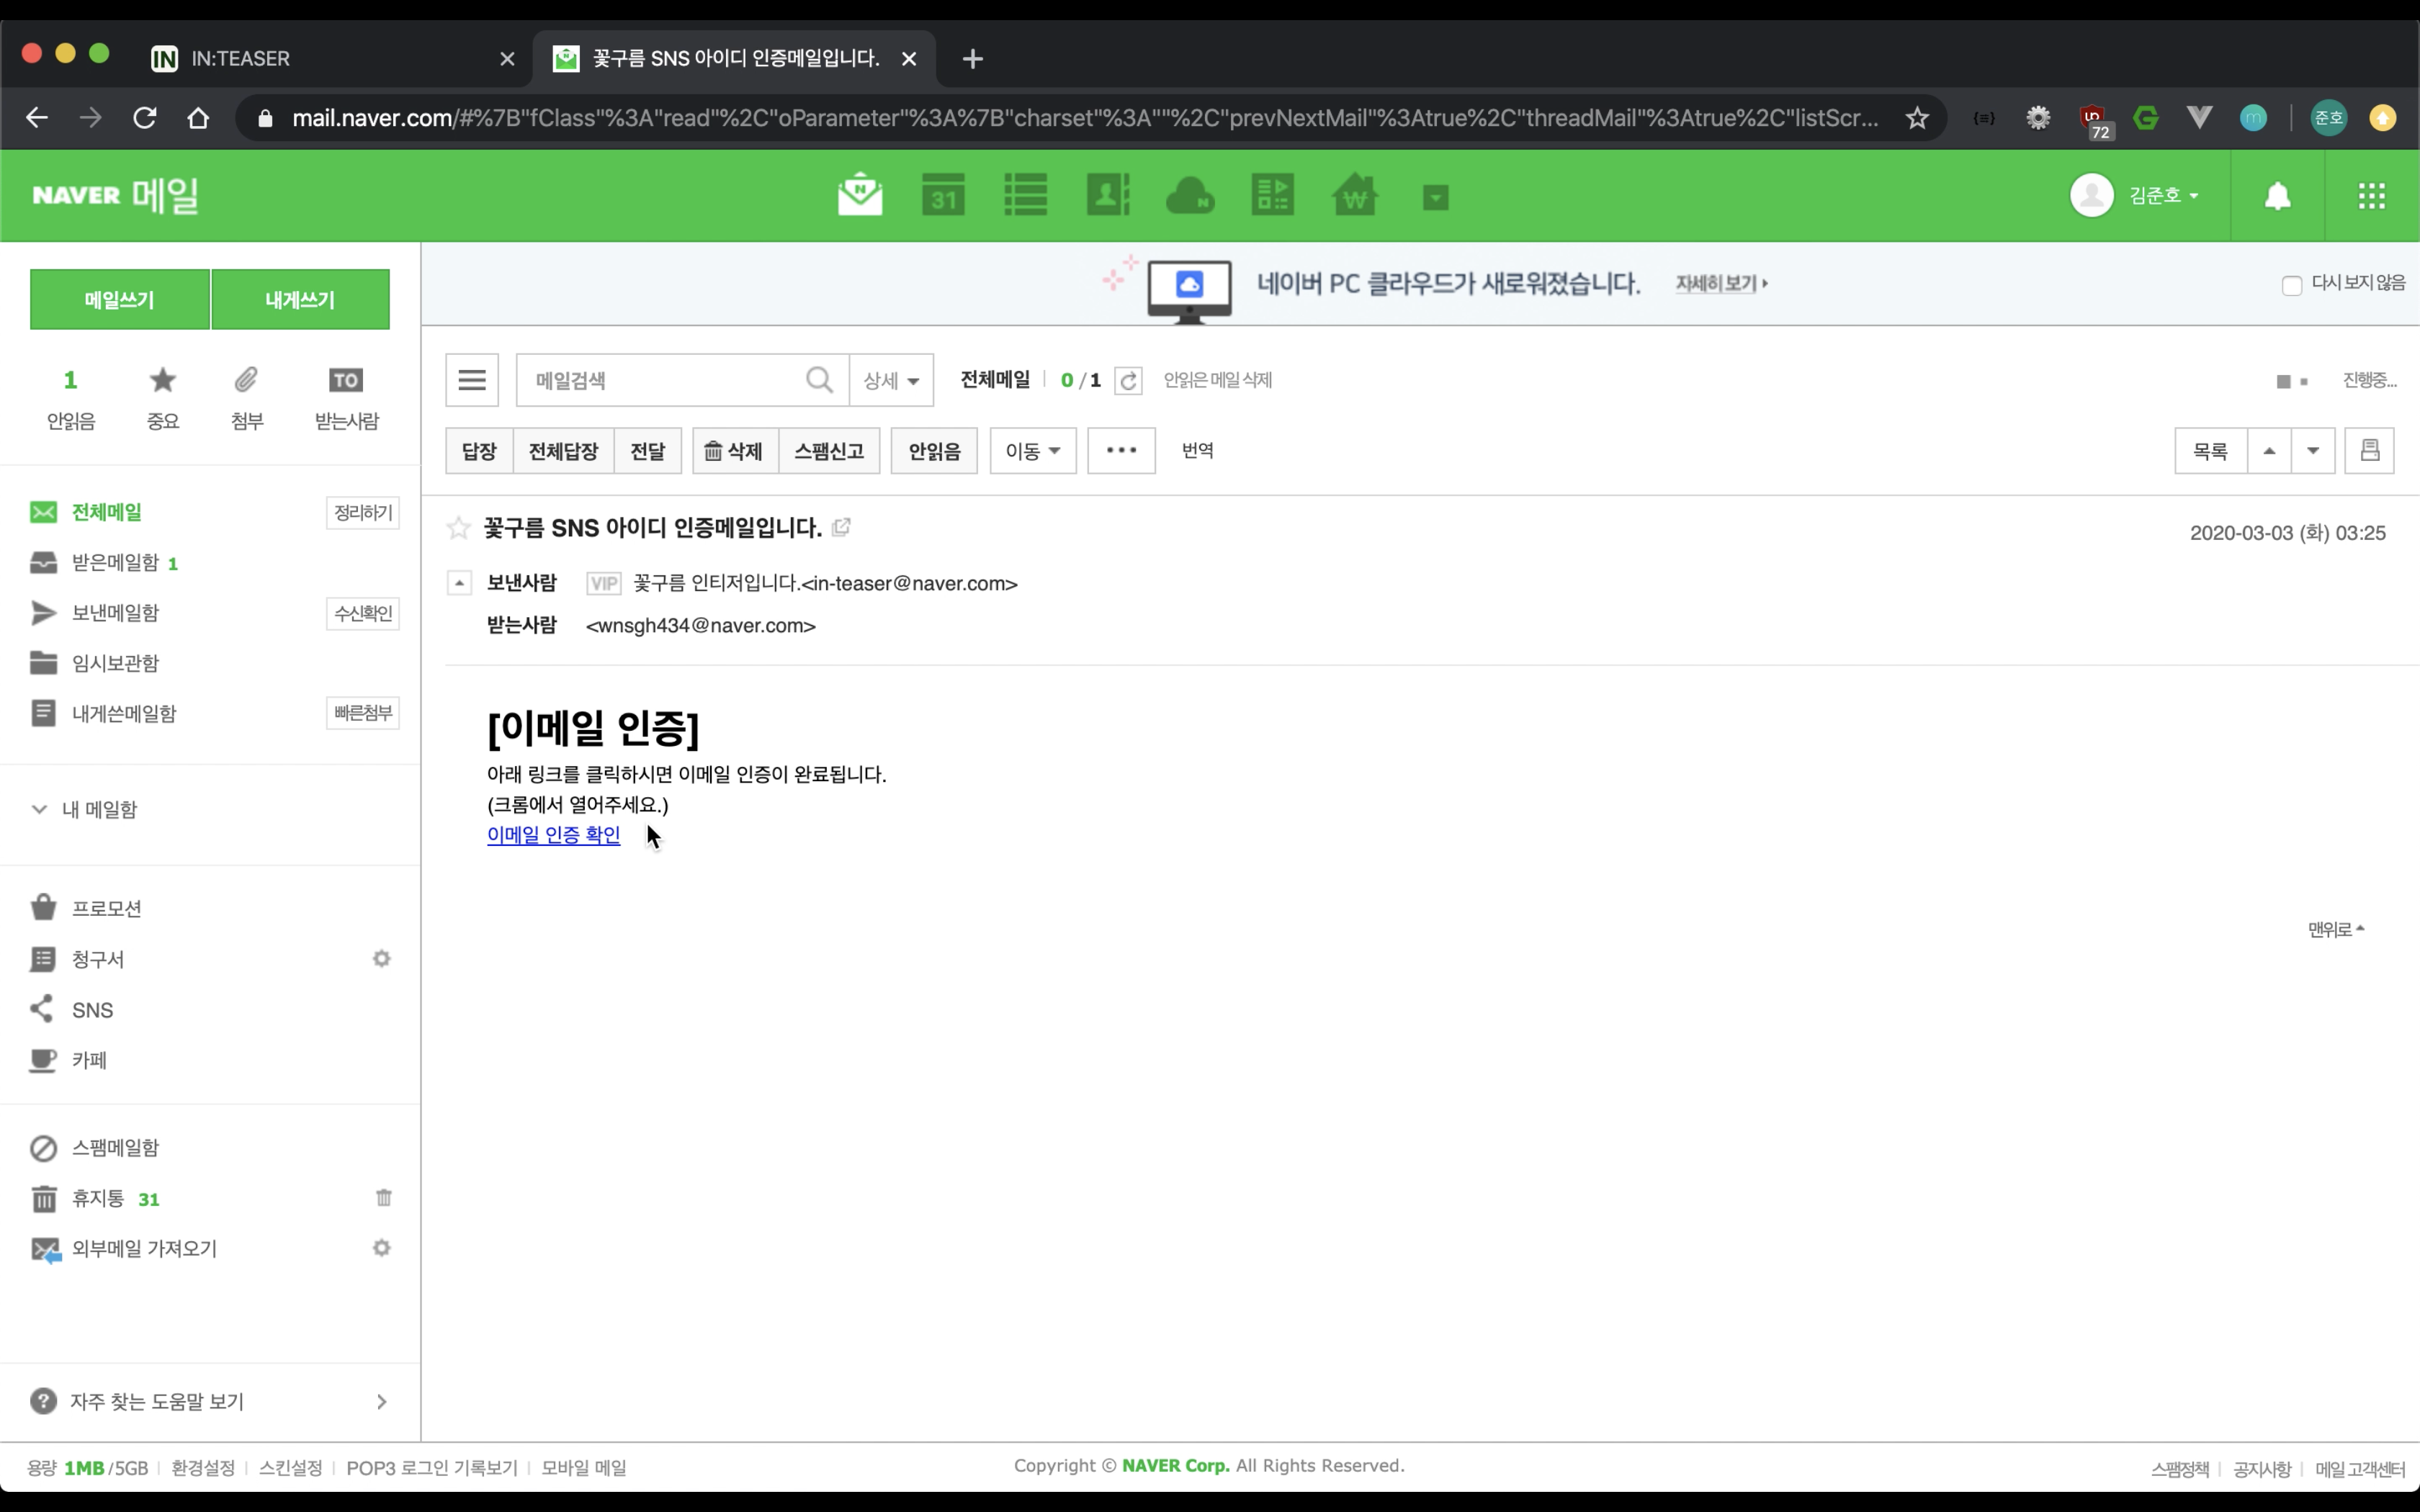 IN IN:TEASER
꽃구름 SNS 아이디 인증메일입니다.
mail.naver.com/#%7B"fClass"%3A"read"%2C"oParameter"%3A%7B"charset"%3A""%2C"prevNextMail"%3Atrue%2C"threadMail"%3Atrue%2C"listScr...
72
준호
NAVER 메일
31
김준호
메일쓰기 내게쓰기
네이버 PC 클라우드가 새로워졌습니다. 자세히 보기
다시 보지 않음
1 TO
안읽음 중요 첨부 받는사람
메일검색 상세 전체메일 0 / 1 안읽은 메일 삭제 진행중...
답장 전체답장 전달 삭제 스팸신고 안읽음 이동 ••• 번역 목록
전체메일 정리하기
받은메일함 1
보낸메일함 수신확인
임시보관함
내게쓴메일함 빠른첨부
내 메일함
프로모션
청구서
SNS
카페
스팸메일함
휴지통 31
외부메일 가져오기
자주 찾는 도움말 보기
꽃구름 SNS 아이디 인증메일입니다.
2020-03-03 (화) 03:25
보낸사람 VIP 꽃구름 인티저입니다.<in-teaser@naver.com>
받는사람 <wnsgh434@naver.com>
[이메일 인증]
아래 링크를 클릭하시면 이메일 인증이 완료됩니다.
(크롬에서 열어주세요.)
이메일 인증 확인
맨위로
용량 1MB /5GB 환경설정 스킨설정 POP3 로그인 기록보기 모바일 메일
Copyright © NAVER Corp. All Rights Reserved.
스팸정책 공지사항 메일 고객센터